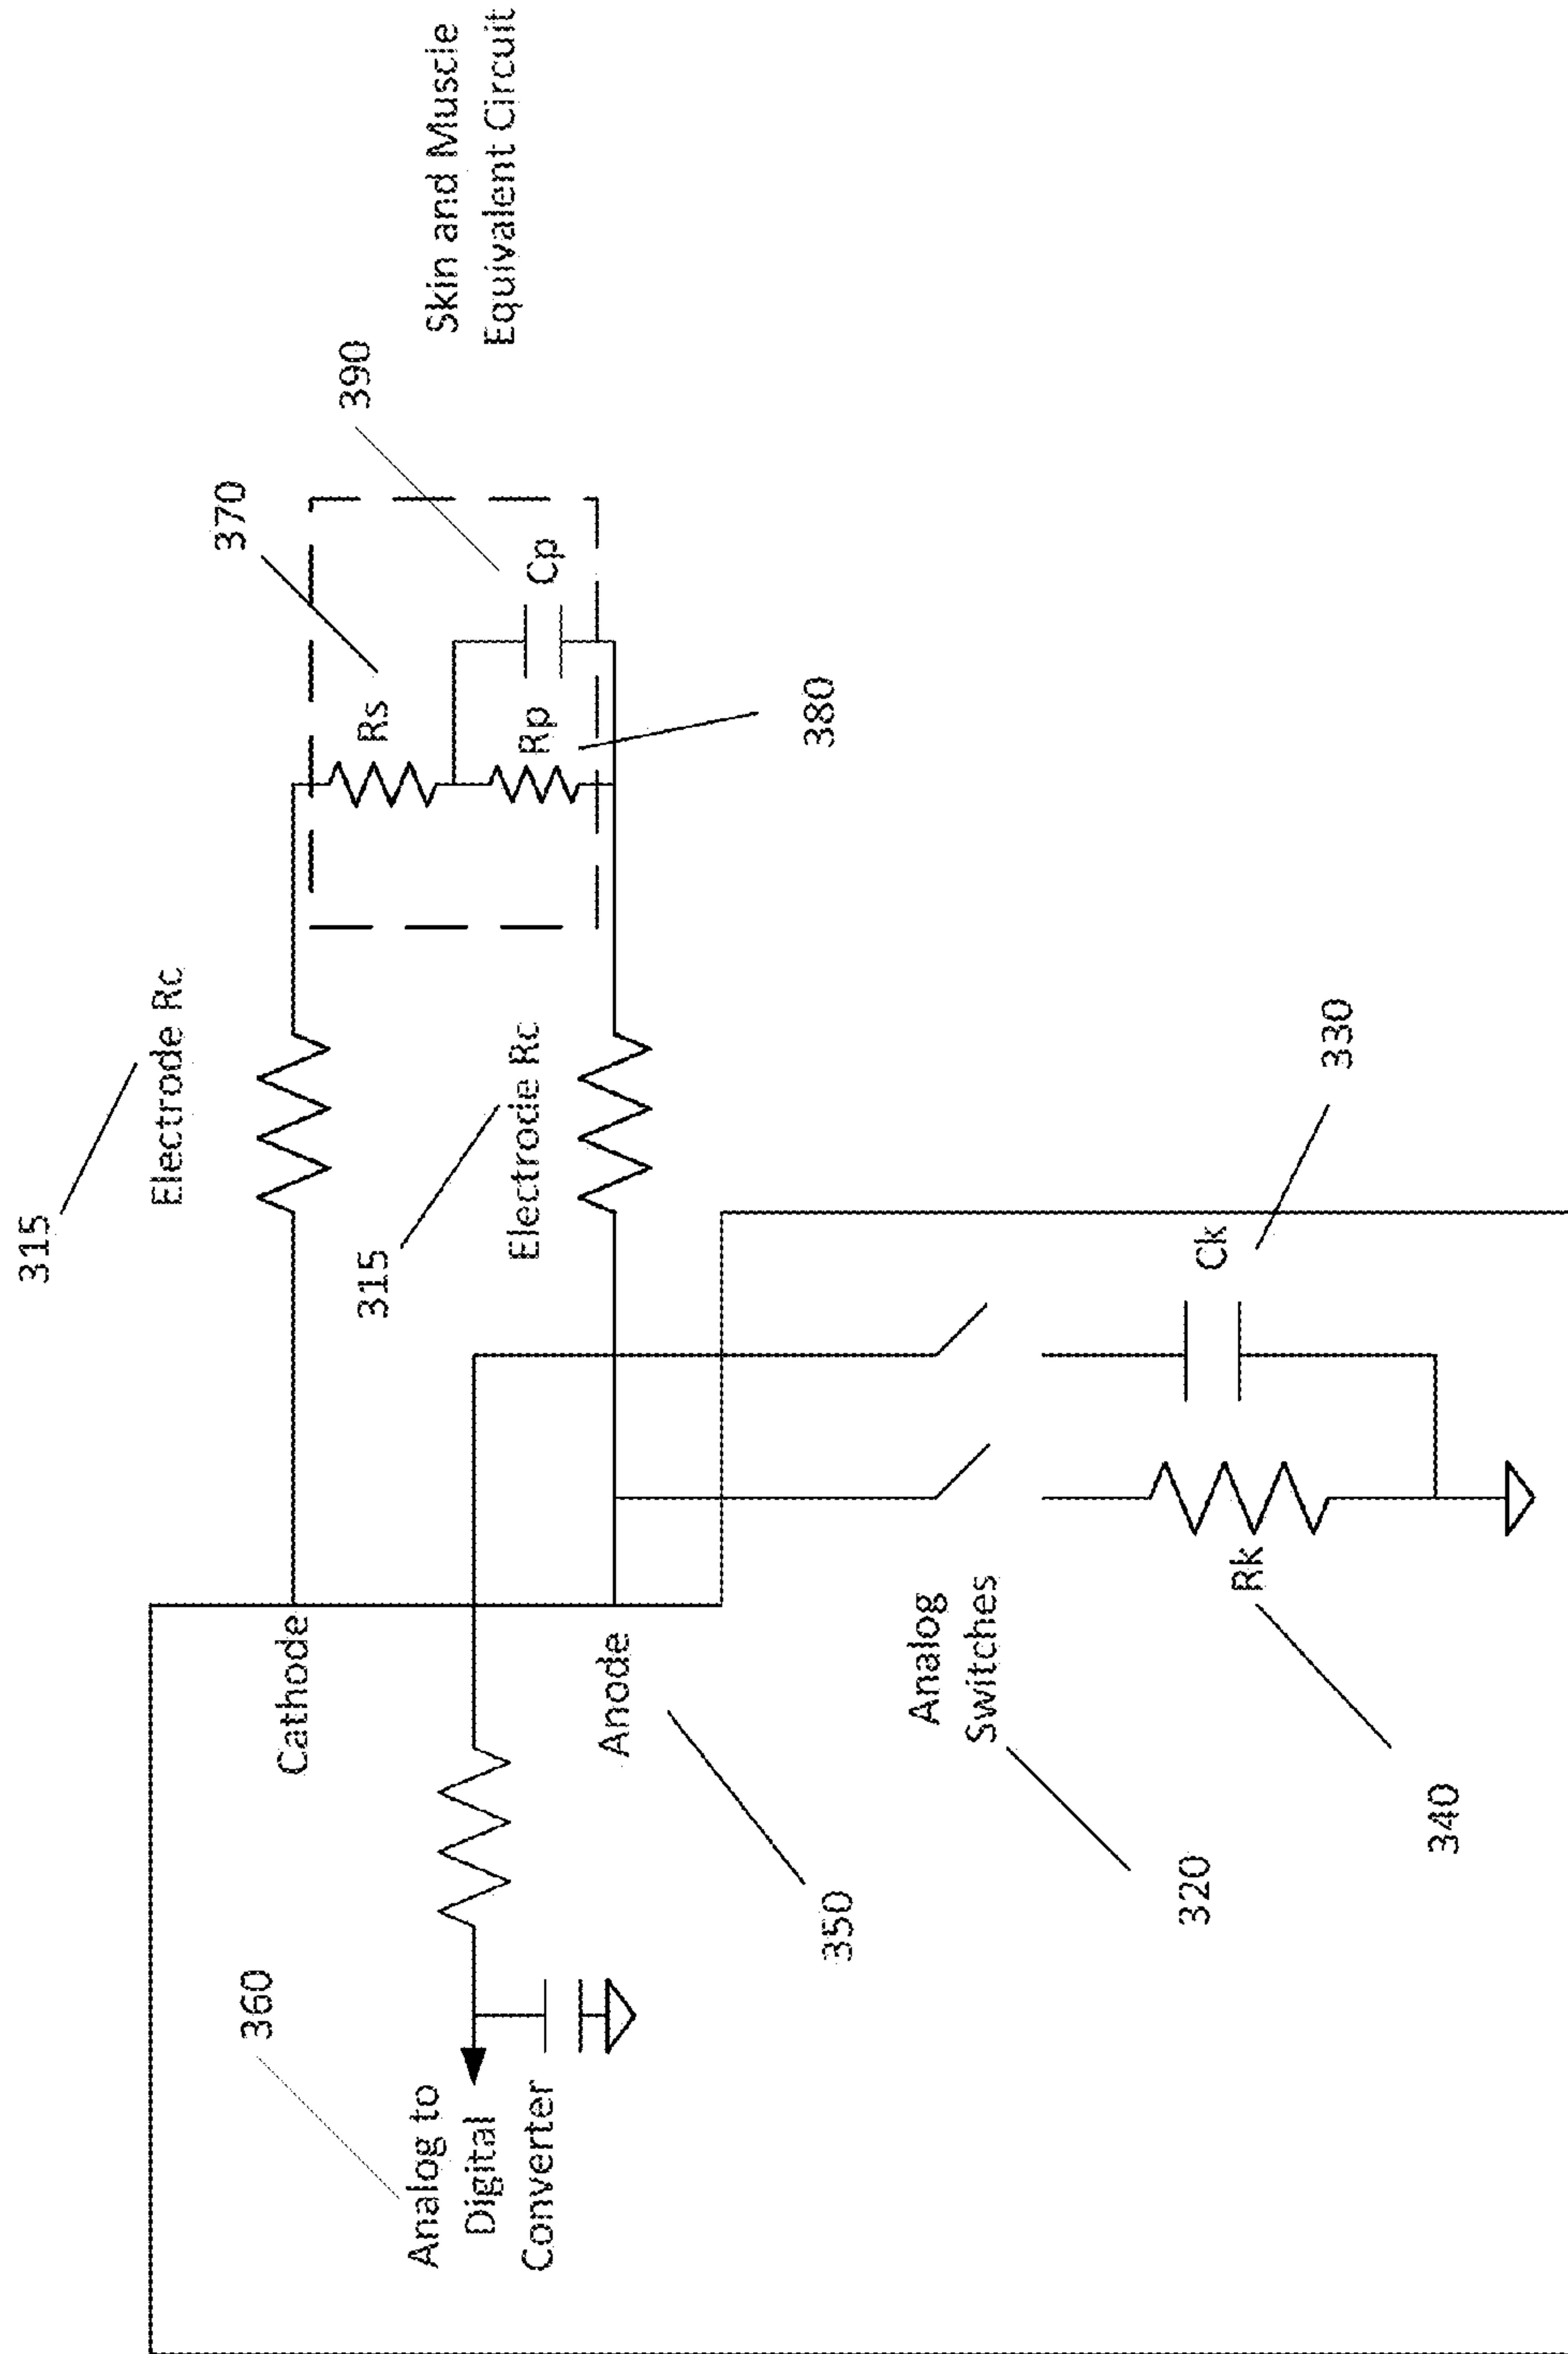 315
Electrode Rc
370
390
Skin and Muscle
Equivalent Circuit
Rs
Rp
Cp
380
315
Electrode Rc
360
Cathode
Analog to
Digital
Converter
Anode
350
Analog
Switches
320
Rk
340
Ck
330